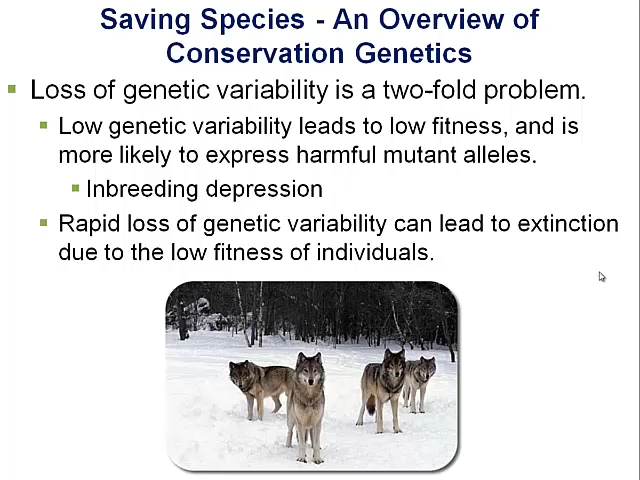 Saving Species - An Overview of
Conservation Genetics
Loss of genetic variability is a two-fold problem.
Low genetic variability leads to low fitness, and is
more likely to express harmful mutant alleles.
Inbreeding depression
Rapid loss of genetic variability can lead to extinction
due to the low fitness of individuals.